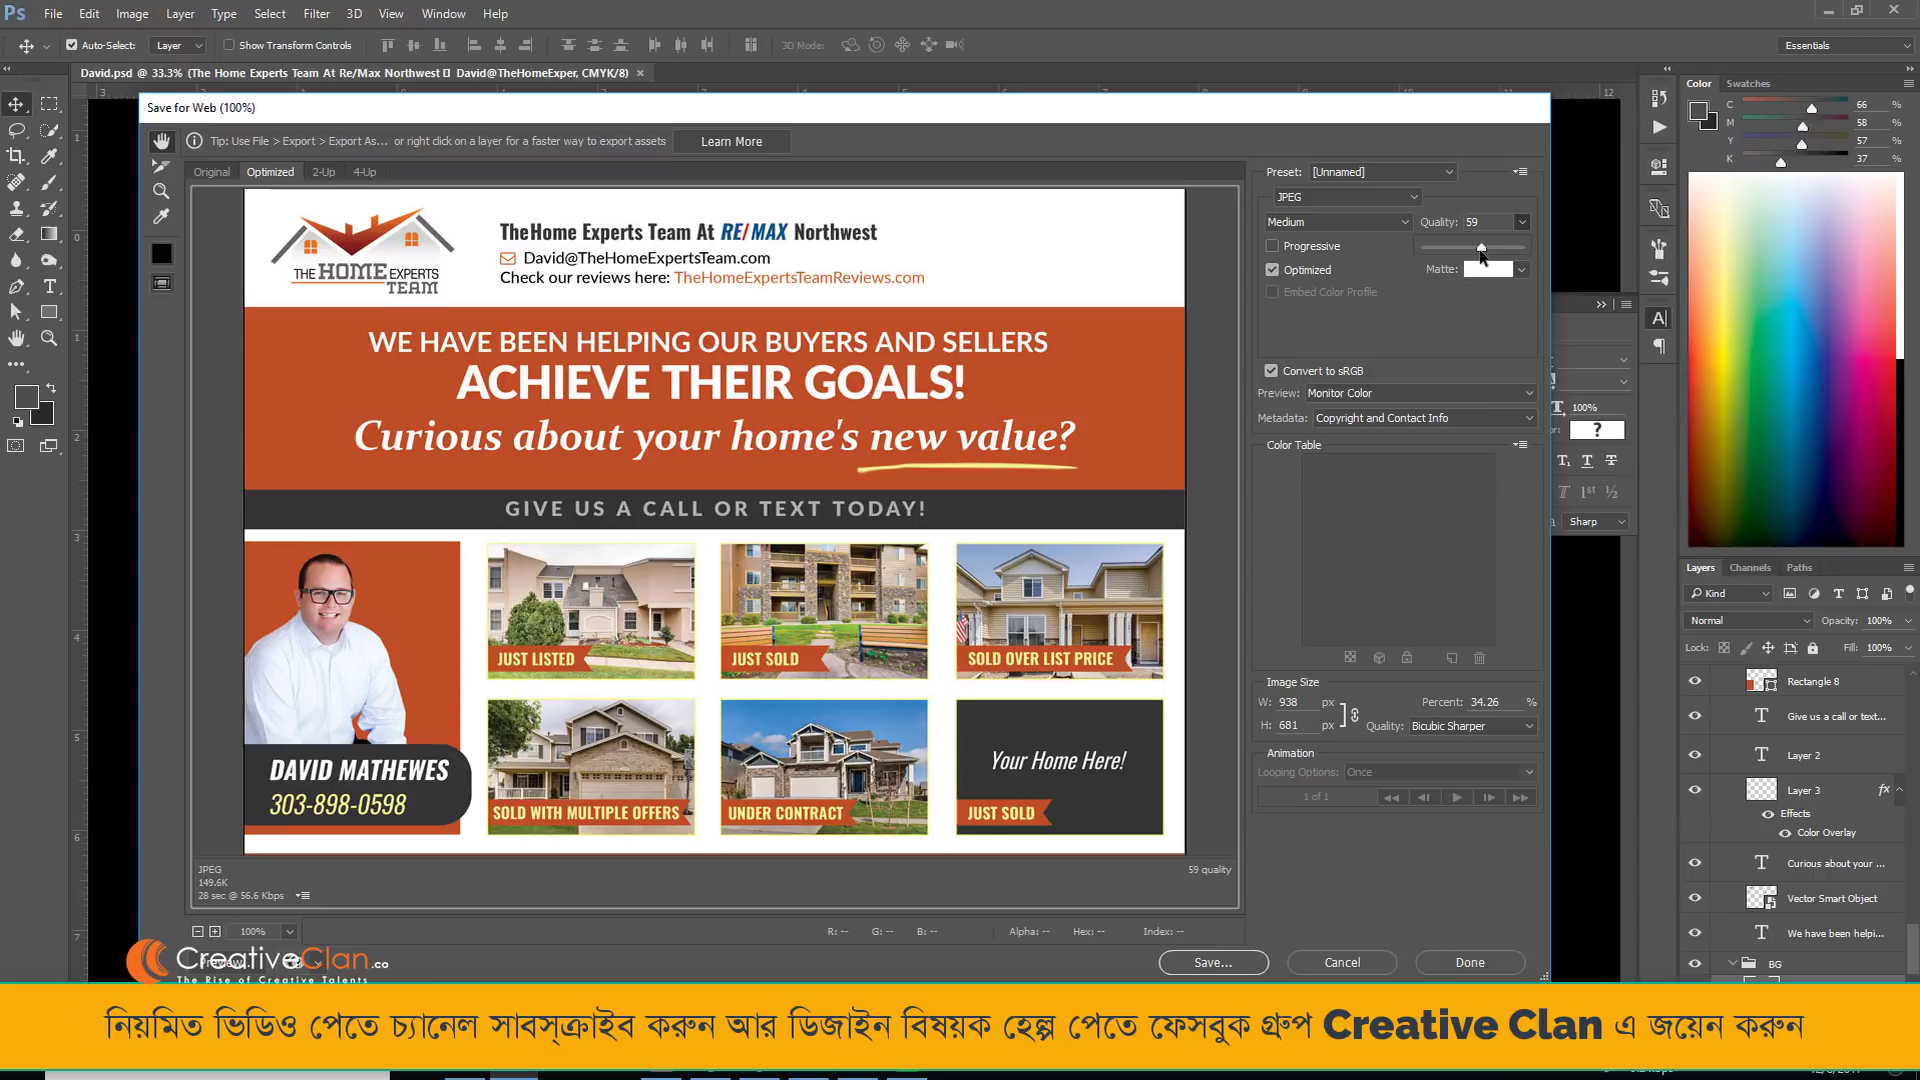 Ps File Edit Image Layer Type Select Filter 3D View Window Help
Auto-Select: Layer Show Transform Controls 3D Mode: Essentials
David.psd @ 33.3% (The Home Experts Team At Re/Max Northwest David@TheHomeExper, CMYK/8)
Save for Web (100%)
Tip: Use File > Export > Export As... or right click on a layer for a faster way to export assets Learn More
Original Optimized 2-Up 4-Up
THE HOME EXPERTS
TEAM
TheHome Experts Team At RE/MAX Northwest
David@TheHomeExpertsTeam.com
Check our reviews here: TheHomeExpertsTeamReviews.com
WE HAVE BEEN HELPING OUR BUYERS AND SELLERS
ACHIEVE THEIR GOALS!
Curious about your home's new value?
GIVE US A CALL OR TEXT TODAY!
JUST LISTED
JUST SOLD
SOLD OVER LIST PRICE
DAVID MATHEWES
303-898-0598
SOLD WITH MULTIPLE OFFERS
UNDER CONTRACT
Your Home Here!
JUST SOLD
JPEG
149.6K
28 sec @ 56.6 Kbps
59 quality
100% R: -- G: -- B: -- Alpha: -- Hex: -- Index: --
Preview...
Save... Cancel Done
Preset: [Unnamed]
JPEG
Medium Quality: 59
Progressive
Optimized Matte:
Embed Color Profile
Convert to sRGB
Preview: Monitor Color
Metadata: Copyright and Contact Info
Color Table
Image Size
W: 938 px Percent: 34.26 %
H: 681 px Quality: Bicubic Sharper
Animation
Looping Options: Once
1 of 1
100%
?
Sharp
Color Swatches
C 66 %
M 58 %
Y 57 %
K 37 %
Layers Channels Paths
Kind
Normal Opacity: 100%
Lock: Fill: 100%
Rectangle 8
Give us a call or text...
Layer 2
Layer 3 fx
Effects
Color Overlay
Curious about your ...
Vector Smart Object
We have been helpi...
BG
CreativeClan.co
The Rise of Creative Talents
নিয়মিত ভিডিও পেতে চ্যানেল সাবস্ক্রাইব করুন আর ডিজাইন বিষয়ক হেল্প পেতে ফেসবুক গ্রুপ Creative Clan এ জয়েন করুন